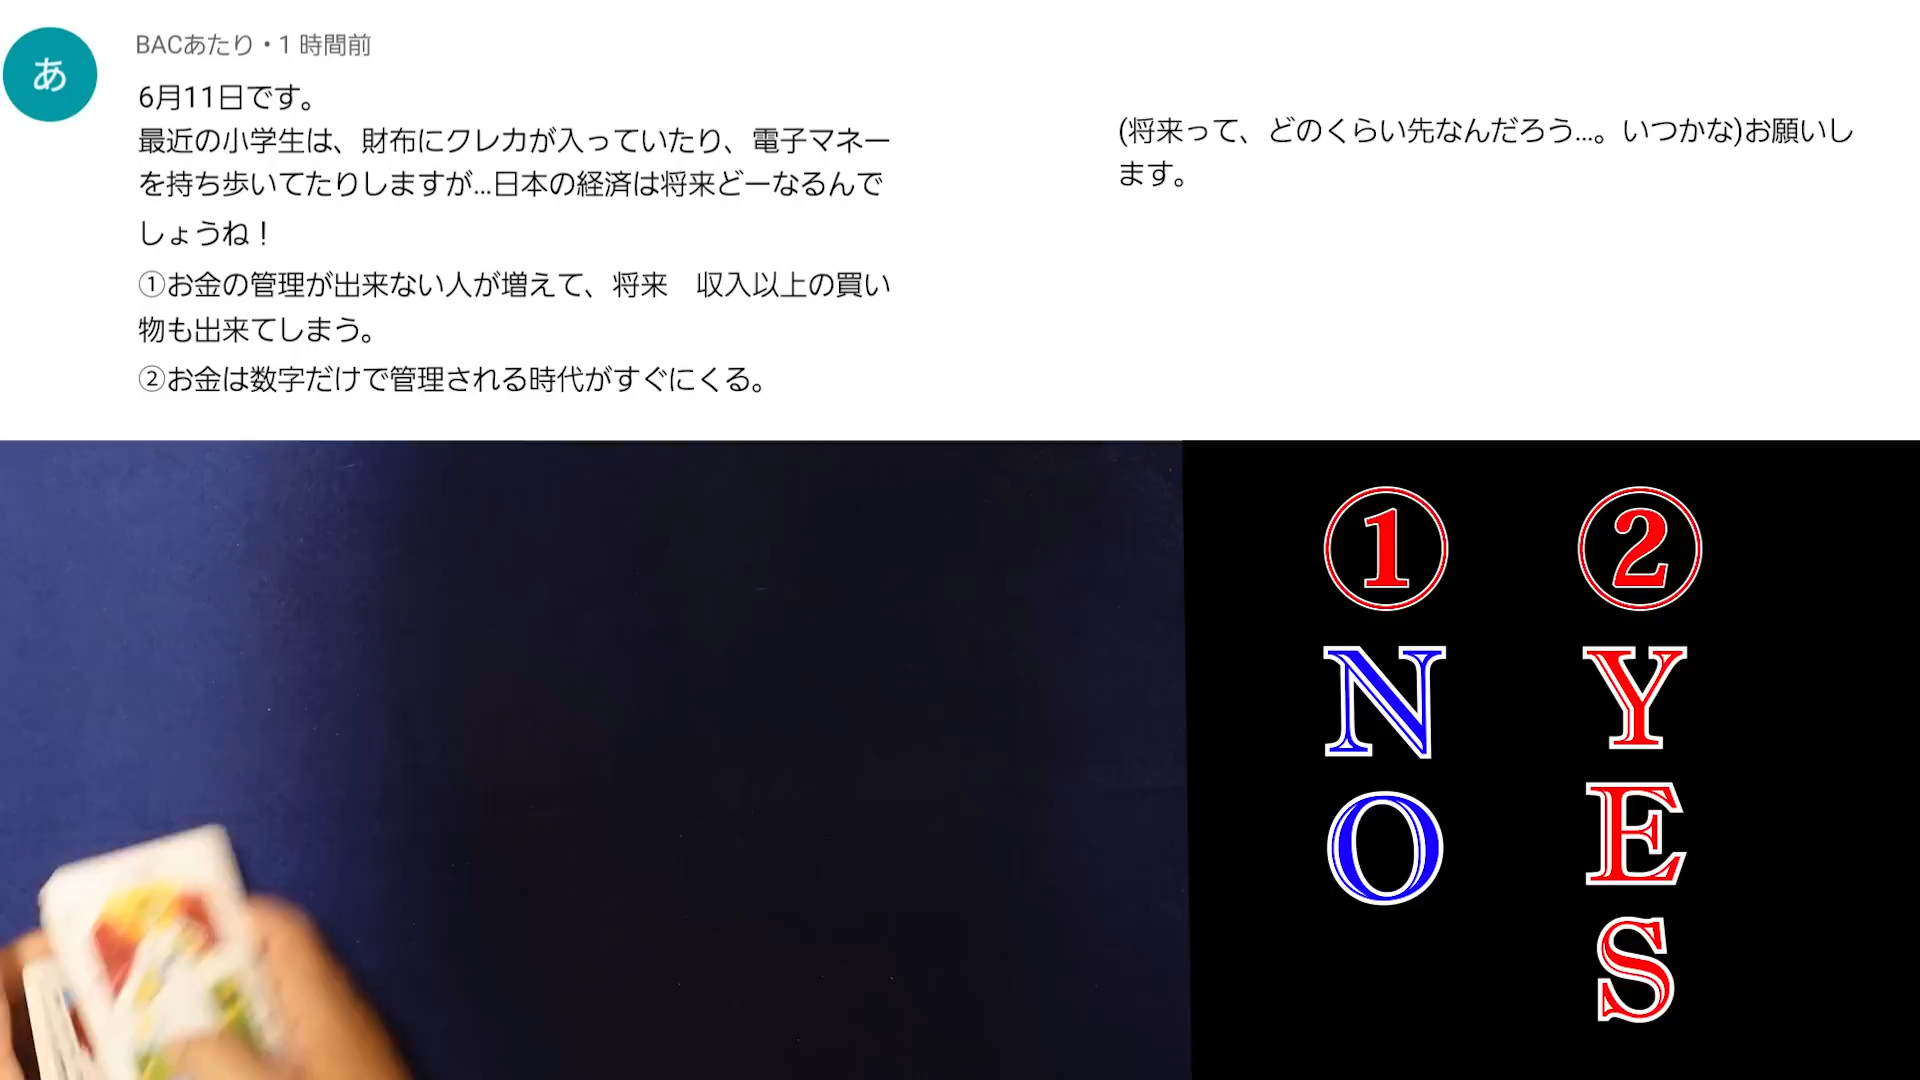 あ
BACあたり・1 時間前
6月11日です。
最近の小学生は、財布にクレカが入っていたり、電子マネー
を持ち歩いてたりしますが...日本の経済は将来どーなるんで
しょうね！
①お金の管理が出来ない人が増えて、将来　収入以上の買い
物も出来てしまう。
②お金は数字だけで管理される時代がすぐにくる。
(将来って、どのくらい先なんだろう...。いつかな)お願いし
ます。
① ②
NO
YES